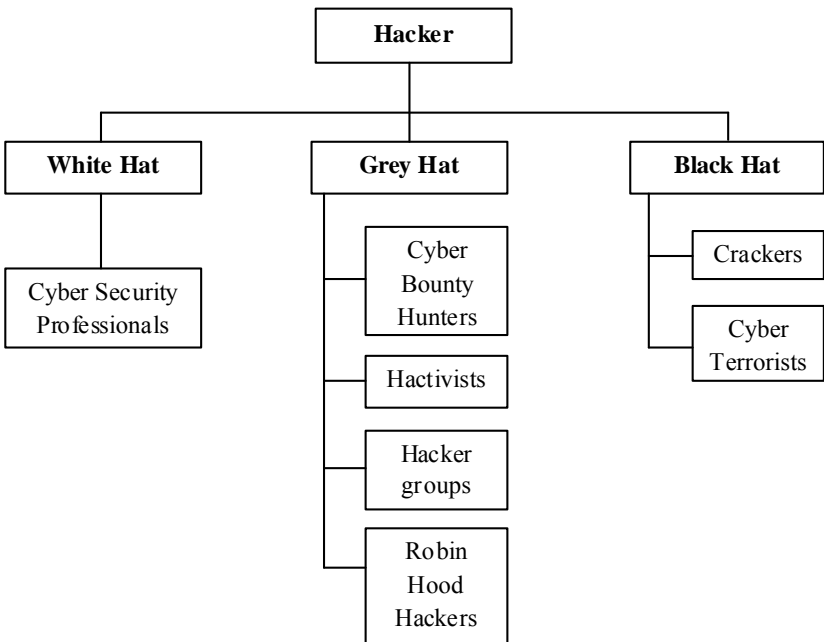 Hacker
White Hat
Grey Hat
Black Hat
Cyber Security
Professionals
Cyber
Bounty
Hunters
Hactivists
Hacker
groups
Robin
Hood
Hackers
Crackers
Cyber
Terrorists